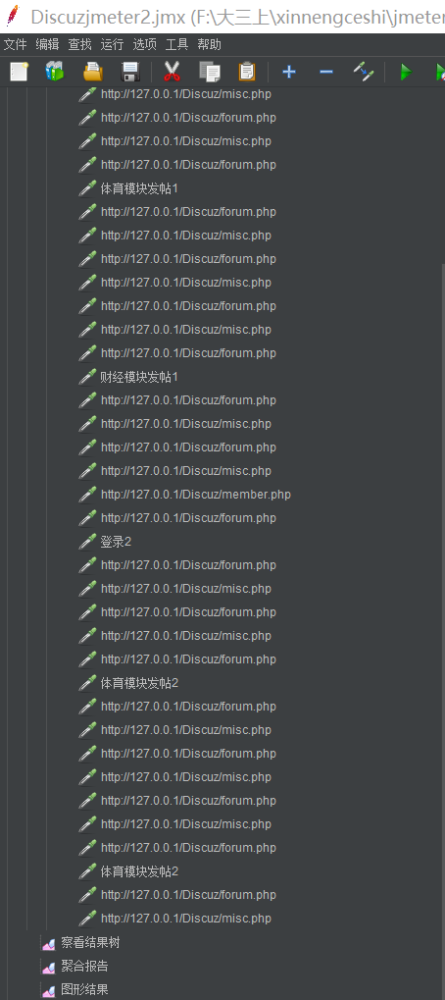 Discuzjmeter2.jmx (F:\大三上\xinnengceshi\jmeter
文件 编辑 查找 运行 选项 工具 帮助
http://127.0.0.1/Discuz/misc.php
http://127.0.0.1/Discuz/forum.php
http://127.0.0.1/Discuz/misc.php
http://127.0.0.1/Discuz/forum.php
体育模块发帖1
http://127.0.0.1/Discuz/forum.php
http://127.0.0.1/Discuz/misc.php
http://127.0.0.1/Discuz/forum.php
http://127.0.0.1/Discuz/misc.php
http://127.0.0.1/Discuz/forum.php
http://127.0.0.1/Discuz/misc.php
http://127.0.0.1/Discuz/forum.php
财经模块发帖1
http://127.0.0.1/Discuz/forum.php
http://127.0.0.1/Discuz/misc.php
http://127.0.0.1/Discuz/forum.php
http://127.0.0.1/Discuz/misc.php
http://127.0.0.1/Discuz/member.php
http://127.0.0.1/Discuz/forum.php
登录2
http://127.0.0.1/Discuz/forum.php
http://127.0.0.1/Discuz/misc.php
http://127.0.0.1/Discuz/forum.php
http://127.0.0.1/Discuz/misc.php
http://127.0.0.1/Discuz/forum.php
体育模块发帖2
http://127.0.0.1/Discuz/forum.php
http://127.0.0.1/Discuz/misc.php
http://127.0.0.1/Discuz/forum.php
http://127.0.0.1/Discuz/misc.php
http://127.0.0.1/Discuz/forum.php
http://127.0.0.1/Discuz/misc.php
http://127.0.0.1/Discuz/forum.php
体育模块发帖2
http://127.0.0.1/Discuz/forum.php
http://127.0.0.1/Discuz/misc.php
察看结果树
聚合报告
图形结果